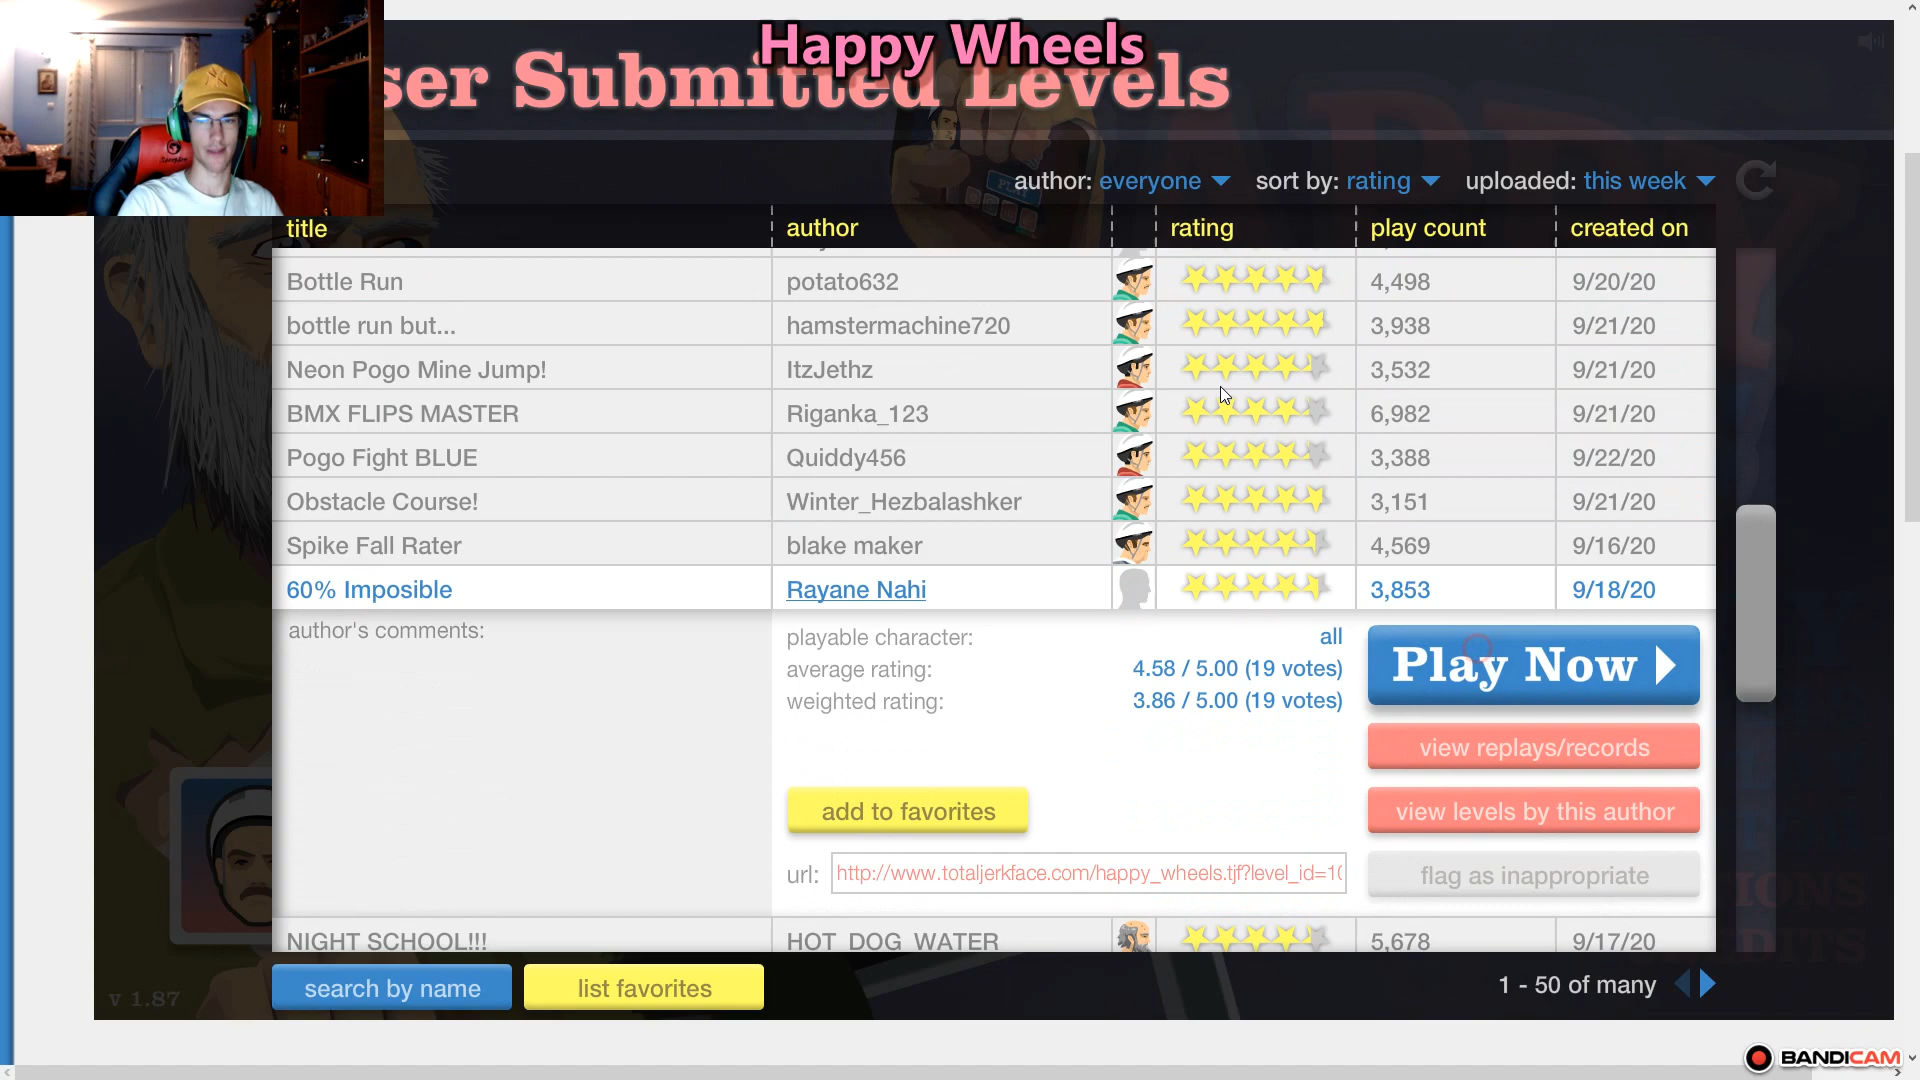 Happy Wheels
ser Submitted Levels
author: everyone sort by: rating uploaded: this week
title author rating play count created on
Bottle Run potato632 4,498 9/20/20
bottle run but... hamstermachine720 3,938 9/21/20
Neon Pogo Mine Jump! ItzJethz 3,532 9/21/20
BMX FLIPS MASTER Riganka_123 6,982 9/21/20
Pogo Fight BLUE Quiddy456 3,388 9/22/20
Obstacle Course! Winter_Hezbalashker 3,151 9/21/20
Spike Fall Rater blake maker 4,569 9/16/20
60% Imposible Rayane Nahi 3,853 9/18/20
author's comments:
playable character: all
average rating: 4.58 / 5.00 (19 votes)
weighted rating: 3.86 / 5.00 (19 votes)
Play Now
view replays/records
add to favorites
view levels by this author
url: http://www.totaljerkface.com/happy_wheels.tjf?level_id=10
flag as inappropriate
NIGHT SCHOOL!!! HOT_DOG_WATER 5,678 9/17/20
search by name list favorites
1 - 50 of many
v 1.87
BANDICAM